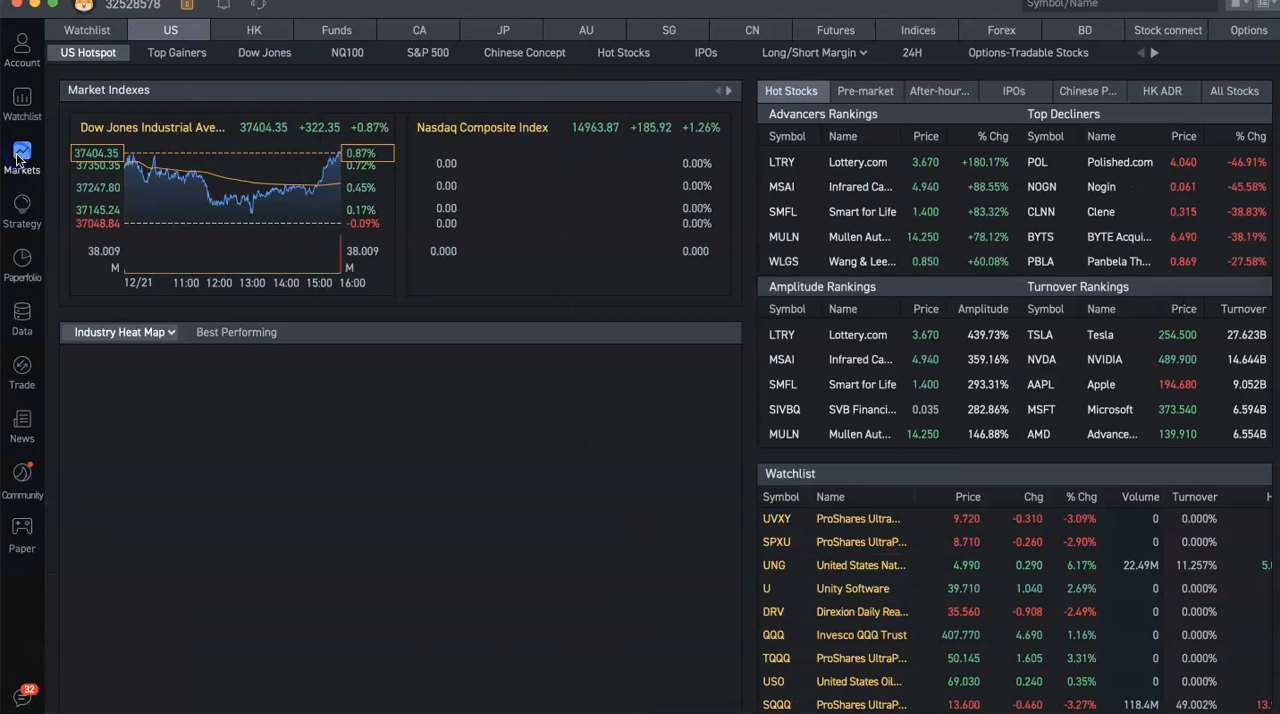 32528578
Symbol/Name
Watchlist US HK Funds CA JP AU SG CN Futures Indices Forex BD Stock connect Options
US Hotspot Top Gainers Dow Jones NQ100 S&P 500 Chinese Concept Hot Stocks IPOs Long/Short Margin 24H Options-Tradable Stocks
Account
Watchlist
Markets
Strategy
Paperfolio
Data
Trade
News
Community
Paper
32
Market Indexes
Dow Jones Industrial Ave... 37404.35 +322.35 +0.87%
37404.35 0.87%
37350.35 0.72%
37247.80 0.45%
37145.24 0.17%
37048.84 -0.09%
38.009 38.009
M M
12/21 11:00 12:00 13:00 14:00 15:00 16:00
Nasdaq Composite Index 14963.87 +185.92 +1.26%
0.00 0.00%
0.00 0.00%
0.00 0.00%
0.00 0.00%
0.000 0.000
Industry Heat Map Best Performing
Hot Stocks Pre-market After-hour... IPOs Chinese P... HK ADR All Stocks
Advancers Rankings Top Decliners
Symbol Name Price % Chg Symbol Name Price % Chg
LTRY Lottery.com 3.670 +180.17% POL Polished.com 4.040 -46.91%
MSAI Infrared Ca... 4.940 +88.55% NOGN Nogin 0.061 -45.58%
SMFL Smart for Life 1.400 +83.32% CLNN Clene 0.315 -38.83%
MULN Mullen Aut... 14.250 +78.12% BYTS BYTE Acqui... 6.490 -38.19%
WLGS Wang & Lee... 0.850 +60.08% PBLA Panbela Th... 0.869 -27.58%
Amplitude Rankings Turnover Rankings
Symbol Name Price Amplitude Symbol Name Price Turnover
LTRY Lottery.com 3.670 439.73% TSLA Tesla 254.500 27.623B
MSAI Infrared Ca... 4.940 359.16% NVDA NVIDIA 489.900 14.644B
SMFL Smart for Life 1.400 293.31% AAPL Apple 194.680 9.052B
SIVBQ SVB Financi... 0.035 282.86% MSFT Microsoft 373.540 6.594B
MULN Mullen Aut... 14.250 146.88% AMD Advance... 139.910 6.554B
Watchlist
Symbol Name Price Chg % Chg Volume Turnover H
UVXY ProShares Ultra... 9.720 -0.310 -3.09% 0 0.000%
SPXU ProShares UltraP... 8.710 -0.260 -2.90% 0 0.000%
UNG United States Nat... 4.990 0.290 6.17% 22.49M 11.257% 5.
U Unity Software 39.710 1.040 2.69% 0 0.000%
DRV Direxion Daily Rea... 35.560 -0.908 -2.49% 0 0.000%
QQQ Invesco QQQ Trust 407.770 4.690 1.16% 0 0.000%
TQQQ ProShares UltraP... 50.145 1.605 3.31% 0 0.000%
USO United States Oil... 69.030 0.240 0.35% 0 0.000%
SQQQ ProShares UltraP... 13.600 -0.460 -3.27% 118.4M 49.002% 13.